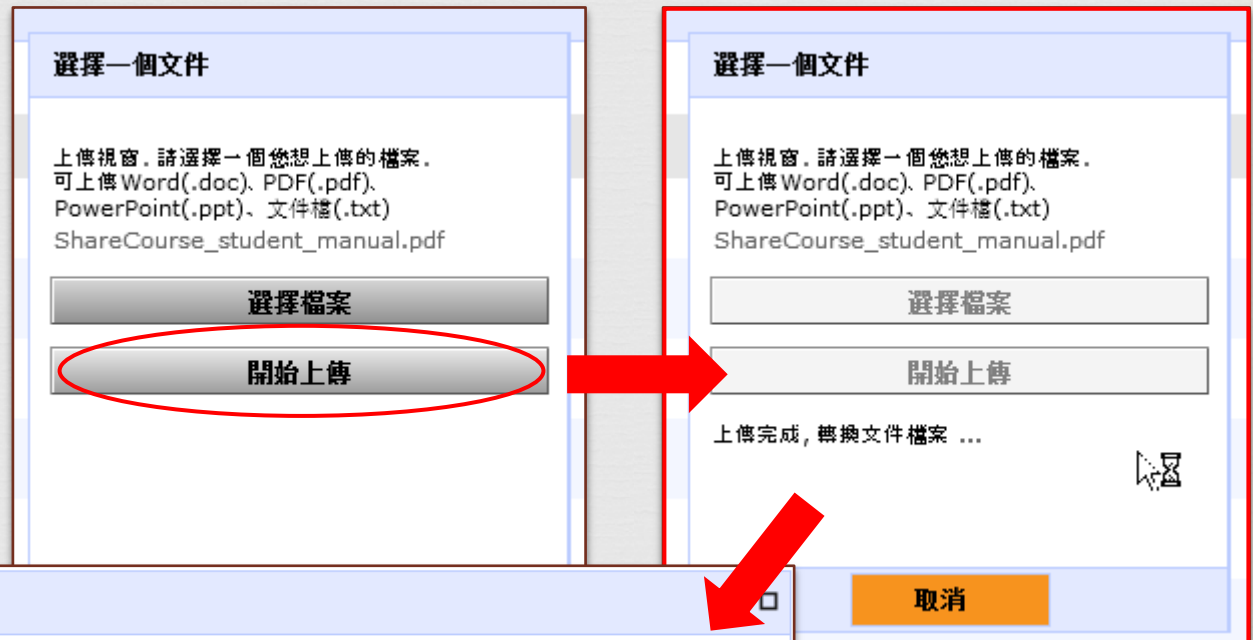 選擇一個文件
上傳視窗. 請選擇一個您想上傳的檔案.
可上傳Word(.doc)、PDF(.pdf)、
PowerPoint(.ppt)、文件檔(.txt)
ShareCourse_student_manual.pdf
選擇檔案
開始上傳
選擇一個文件
上傳視窗. 請選擇一個您想上傳的檔案.
可上傳Word(.doc)、PDF(.pdf)、
PowerPoint(.ppt)、文件檔(.txt)
ShareCourse_student_manual.pdf
選擇檔案
開始上傳
上傳完成, 轉換文件檔案 ...
取消